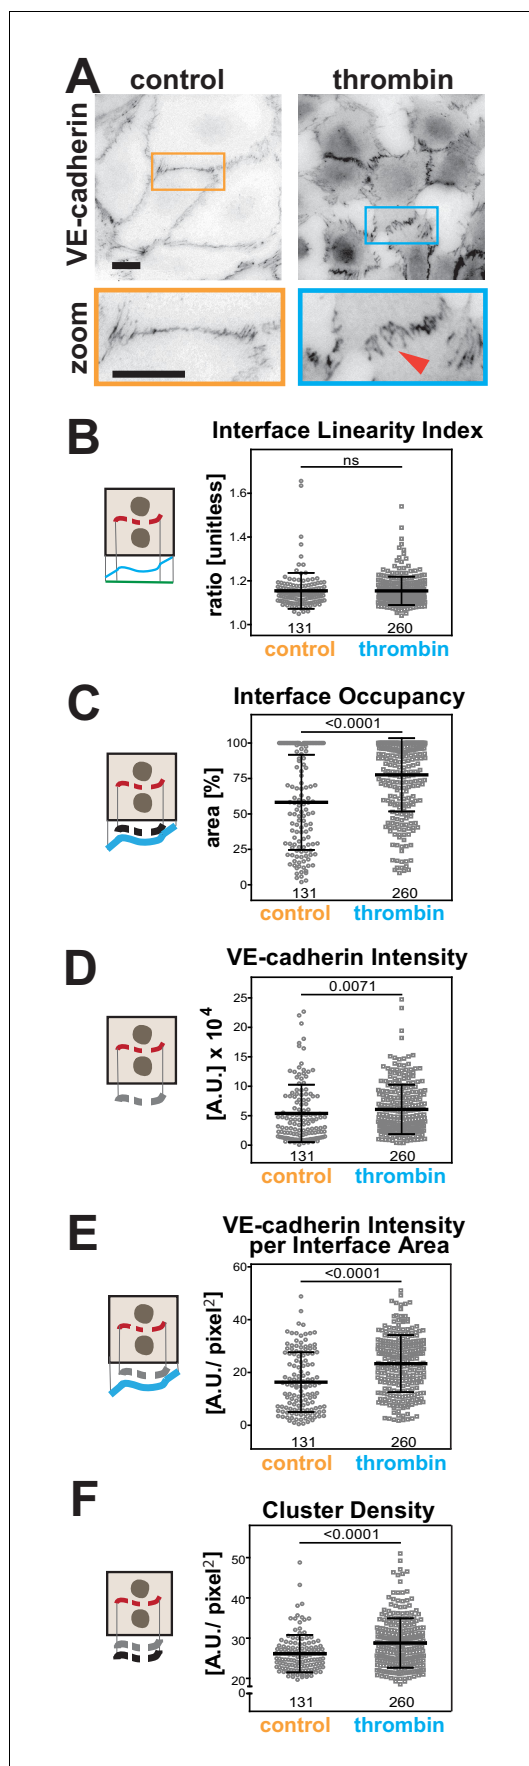 A
control
thrombin
VE-cadherin
zoom
B
Interface Linearity Index
ns
ratio [unitless]
1.6
1.4
1.2
1.0
131
260
control
thrombin
C
Interface Occupancy
<0.0001
area [%]
100
75
50
25
0
131
260
control
thrombin
D
VE-cadherin Intensity
0.0071
[A.U.] x 10^4
25
20
15
10
5
0
131
260
control
thrombin
E
VE-cadherin Intensity
per Interface Area
<0.0001
[A.U./ pixel²]
60
40
20
0
131
260
control
thrombin
F
Cluster Density
<0.0001
[A.U./ pixel²]
50
40
30
20
0
131
260
control
thrombin